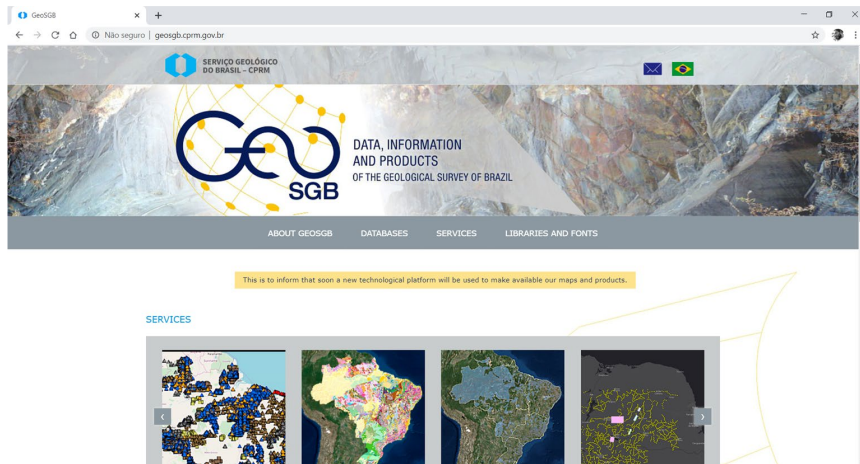 GeoSGB
Não seguro | geosgb.cprm.gov.br
SERVIÇO GEOLÓGICO
DO BRASIL – CPRM
Geo
SGB
DATA, INFORMATION
AND PRODUCTS
OF THE GEOLOGICAL SURVEY OF BRAZIL
ABOUT GEOSGB DATABASES SERVICES LIBRARIES AND FONTS
This is to inform that soon a new technological platform will be used to make available our maps and products.
SERVICES